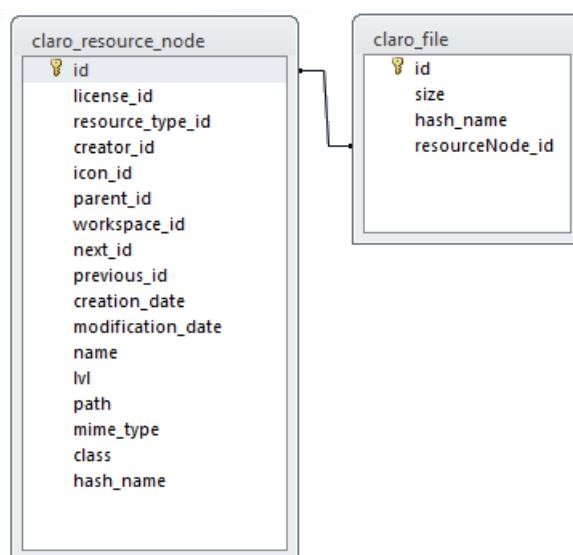 claro_resource_node
id
license_id
resource_type_id
creator_id
icon_id
parent_id
workspace_id
next_id
previous_id
creation_date
modification_date
name
lvl
path
mime_type
class
hash_name
claro_file
id
size
hash_name
resourceNode_id